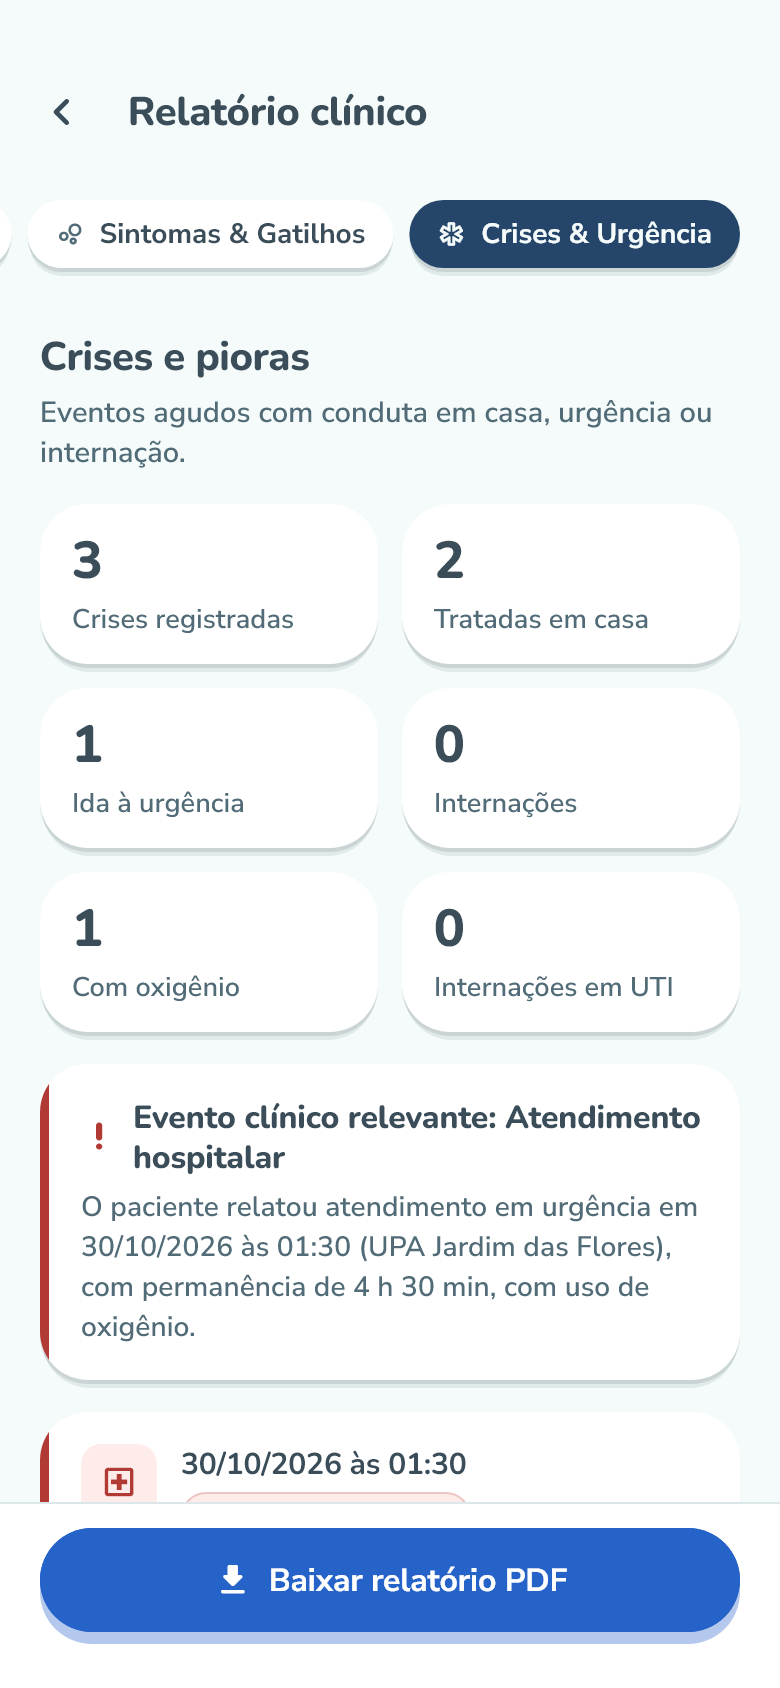 Relatório clínico
Sintomas & Gatilhos
Crises & Urgência
Crises e pioras
Eventos agudos com conduta em casa, urgência ou
internação.
3
Crises registradas
2
Tratadas em casa
1
Ida à urgência
0
Internações
1
Com oxigênio
0
Internações em UTI
Evento clínico relevante: Atendimento
hospitalar
O paciente relatou atendimento em urgência em
30/10/2026 às 01:30 (UPA Jardim das Flores),
com permanência de 4 h 30 min, com uso de
oxigênio.
30/10/2026 às 01:30
Baixar relatório PDF